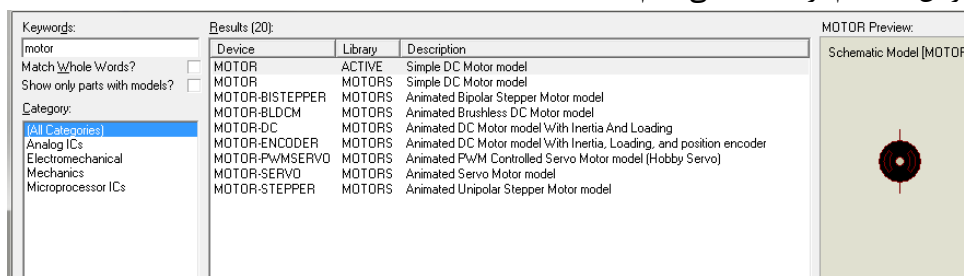 Keywords:
motor
Match Whole Words?
Show only parts with models?
Category:
(All Categories)
Analog ICs
Electromechanical
Mechanics
Microprocessor ICs
Results (20):
Device Library Description
MOTOR ACTIVE Simple DC Motor model
MOTOR MOTORS Simple DC Motor model
MOTOR-BISTEPPER MOTORS Animated Bipolar Stepper Motor model
MOTOR-BLDCM MOTORS Animated Brushless DC Motor model
MOTOR-DC MOTORS Animated DC Motor model With Inertia And Loading
MOTOR-ENCODER MOTORS Animated DC Motor model With Inertia, Loading, and position encoder
MOTOR-PWMSERVO MOTORS Animated PWM Controlled Servo Motor model (Hobby Servo)
MOTOR-SERVO MOTORS Animated Servo Motor model
MOTOR-STEPPER MOTORS Animated Unipolar Stepper Motor model
MOTOR Preview:
Schematic Model [MOTOR